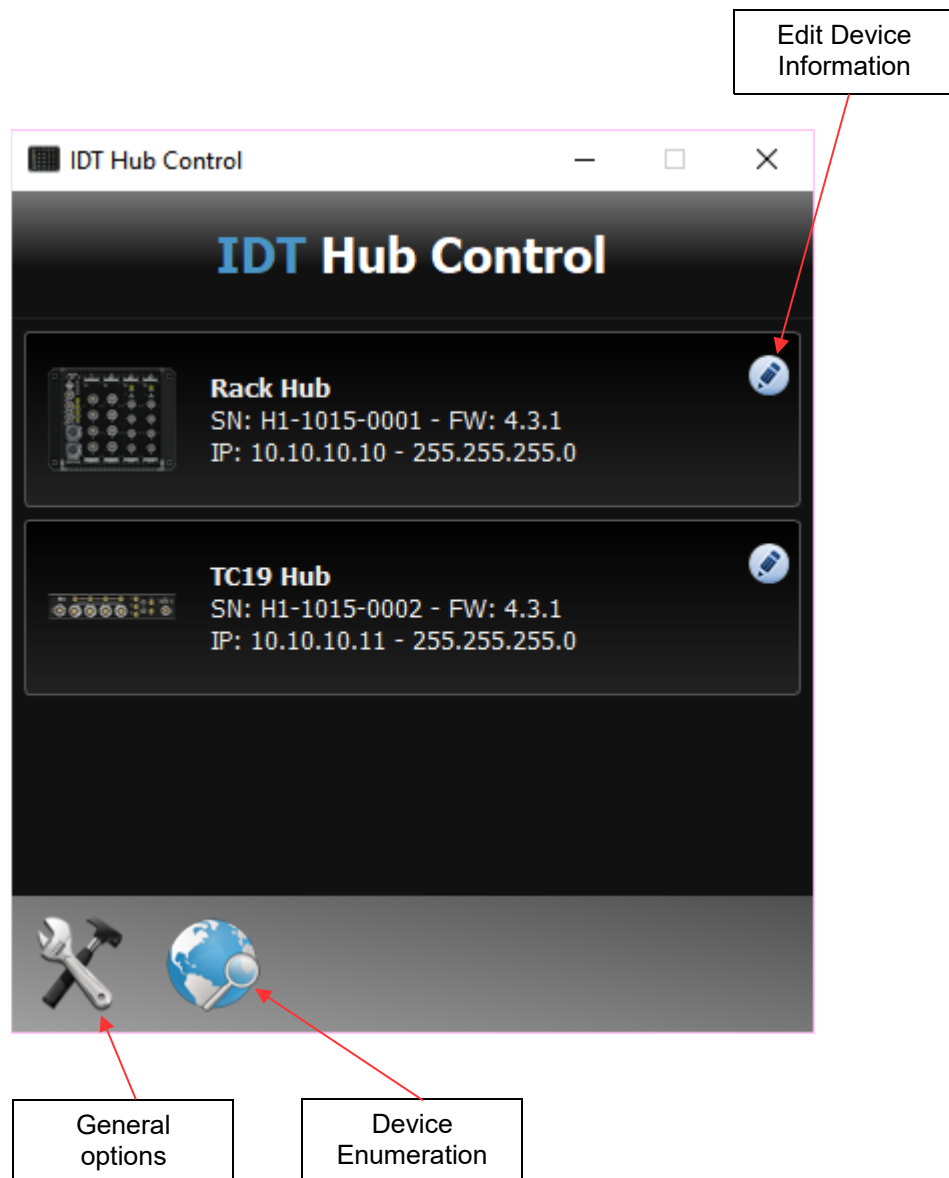 Edit Device
Information
IDT Hub Control
IDT Hub Control
Rack Hub
SN: H1-1015-0001 - FW: 4.3.1
IP: 10.10.10.10 - 255.255.255.0
TC19 Hub
SN: H1-1015-0002 - FW: 4.3.1
IP: 10.10.10.11 - 255.255.255.0
General
options
Device
Enumeration